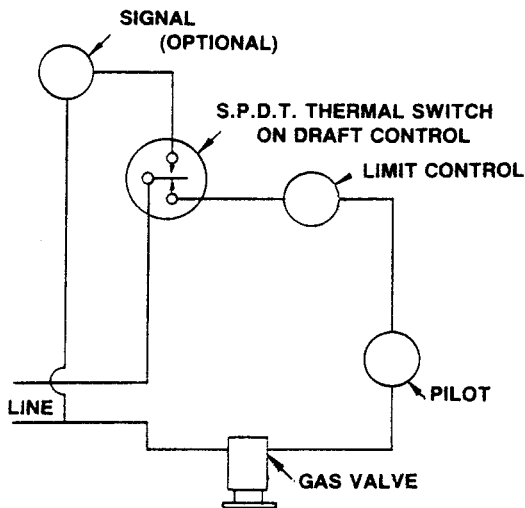 SIGNAL
(OPTIONAL)
S.P.D.T. THERMAL SWITCH
ON DRAFT CONTROL
LIMIT CONTROL
LINE
PILOT
GAS VALVE